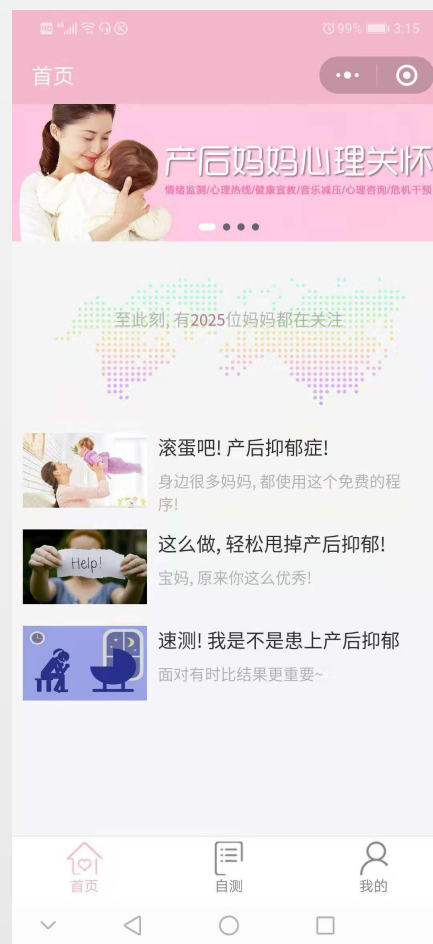 HD 4G 99% 3:15
首页
产后妈妈心理关怀
情绪监测/心理热线/健康宣教/音乐减压/心理咨询/危机干预
至此刻, 有2025位妈妈都在关注
滚蛋吧! 产后抑郁症!
身边很多妈妈, 都使用这个免费的程
序!
Help!
这么做, 轻松甩掉产后抑郁!
宝妈, 原来你这么优秀!
速测! 我是不是患上产后抑郁
面对有时比结果更重要~
首页
自测
我的